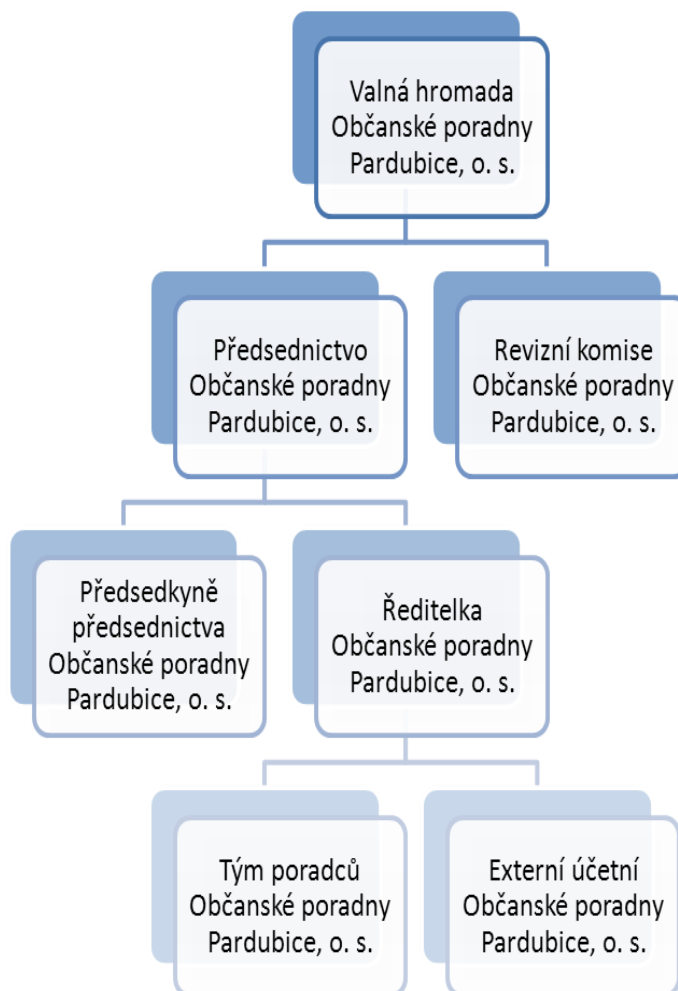 Valná hromada
Občanské poradny
Pardubice, o. s.
Předsednictvo
Občanské poradny
Pardubice, o. s.
Revizní komise
Občanské poradny
Pardubice, o. s.
Předsedkyně
předsednictva
Občanské poradny
Pardubice, o. s.
Ředitelka
Občanské poradny
Pardubice, o. s.
Tým poradců
Občanské poradny
Pardubice, o. s.
Externí účetní
Občanské poradny
Pardubice, o. s.